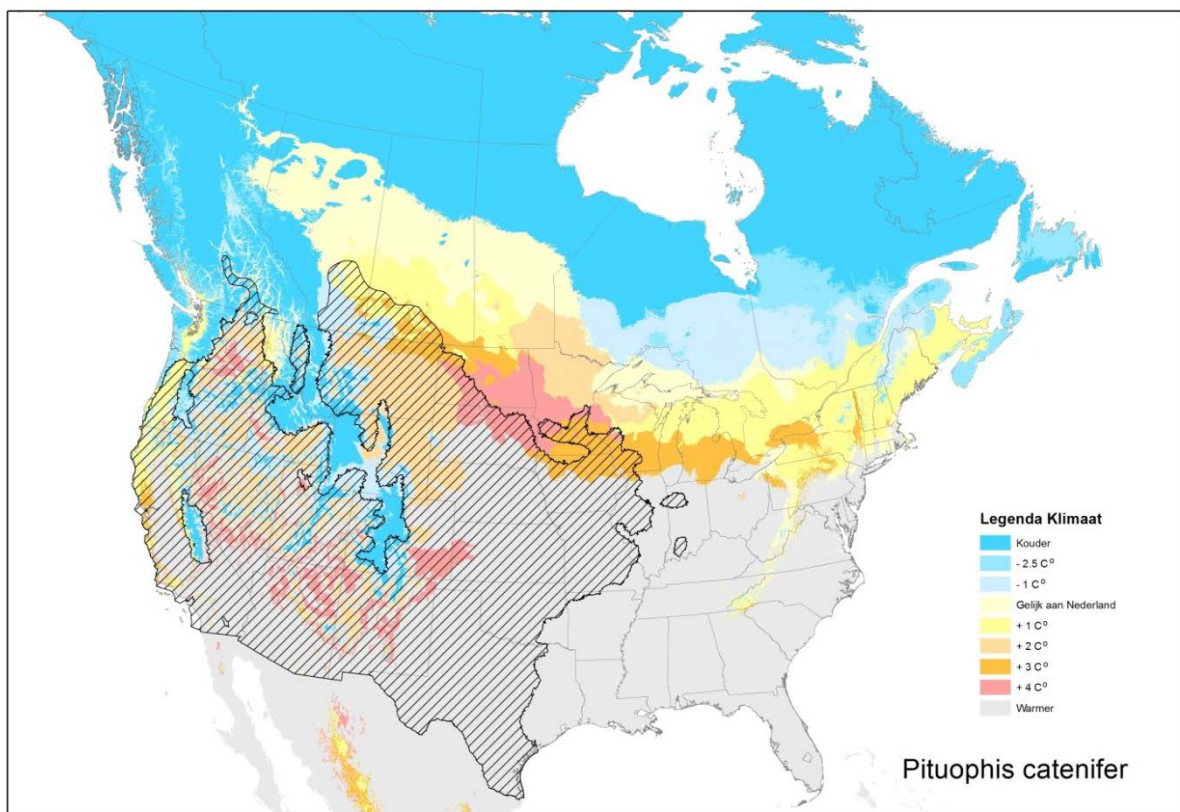 Legenda Klimaat
Kouder
- 2.5 C°
- 1 C°
Gelijk aan Nederland
+ 1 C°
+ 2 C°
+ 3 C°
+ 4 C°
Warmer
Pituophis catenifer